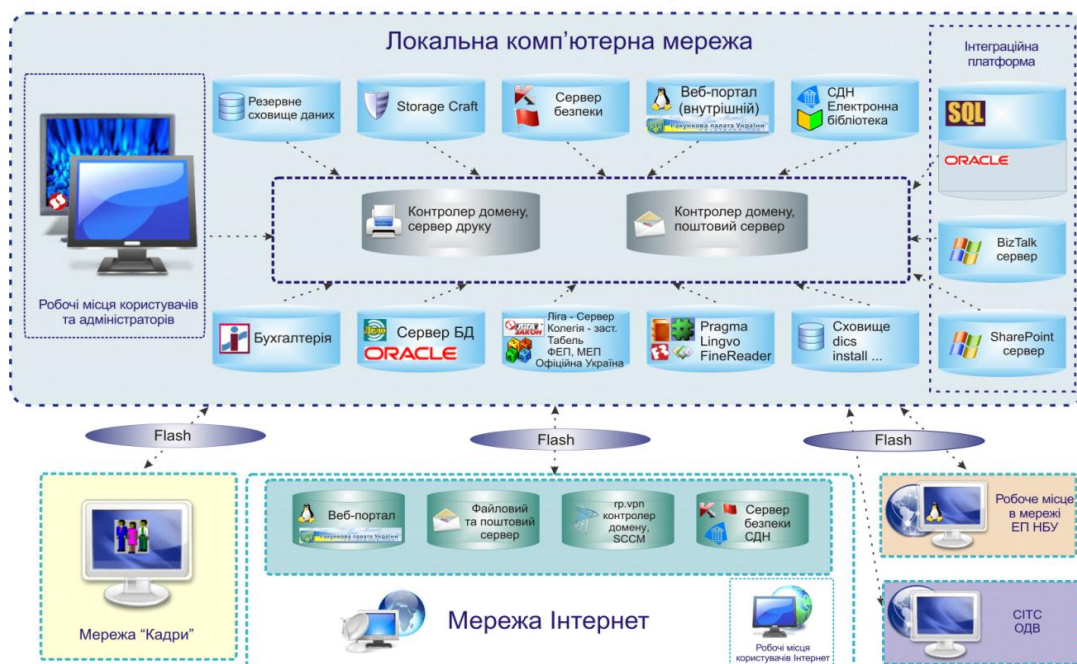 Локальна комп’ютерна мережа
Інтеграційна
платформа
Резервне
сховище даних
Storage Craft
Сервер
безпеки
Веб-портал
(внутрішній)
Рахункова палата України
СДН
Електронна
бібліотека
SQL
ORACLE
Контролер домену,
сервер друку
Контролер домену,
поштовий сервер
BizTalk
сервер
Робочі місця користувачів
та адміністраторів
Бухгалтерія
Дело
Сервер БД
ORACLE
ЛІГА
ЗАКОН
Ліга - Сервер
Колегія - заст.
Табель
ФЕП, МЕП
Офіційна Україна
Pragma
Lingvo
FineReader
Сховище
dics
install ...
SharePoint
сервер
Flash
Flash
Flash
Веб-портал
Рахункова палата України
Файловий
та поштовий
сервер
rp.vpn
контролер
домену,
SCCM
Сервер
безпеки
СДН
Робоче місце
в мережі
ЕП НБУ
Мережа “Кадри”
Мережа Інтернет
Робочі місця
користувачів Інтернет
СІТС
ОДВ